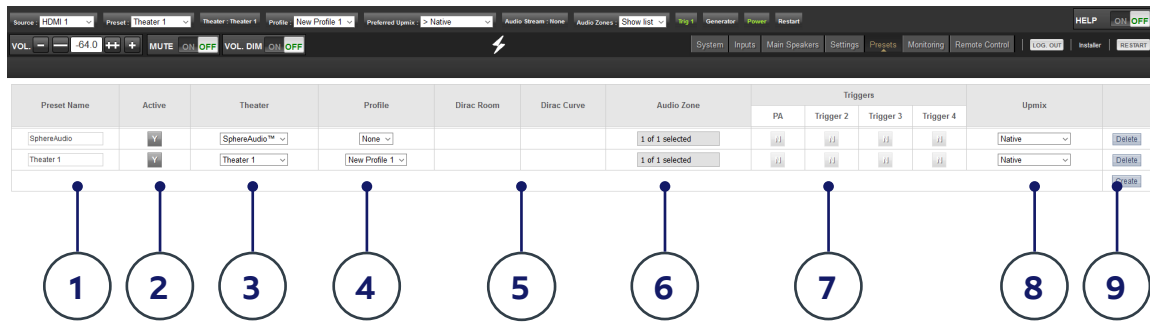 Source : HDMI 1 Preset : Theater 1 Theater : Theater 1 Profile : New Profile 1 Preferred Upmix : > Native Audio Stream : None Audio Zones : Show list Trig 1 Generator Power Restart HELP ON OFF
VOL. -64.0 ++ + MUTE ON OFF VOL. DIM ON OFF System Inputs Main Speakers Settings Presets Monitoring Remote Control LOG. OUT Installer RESTART
Preset Name Active Theater Profile Dirac Room Dirac Curve Audio Zone Triggers Upmix
PA Trigger 2 Trigger 3 Trigger 4
SphereAudio Y SphereAudio™ None 1 of 1 selected Native Delete
Theater 1 Y Theater 1 New Profile 1 1 of 1 selected Native Delete
Create
1 2 3 4 5 6 7 8 9